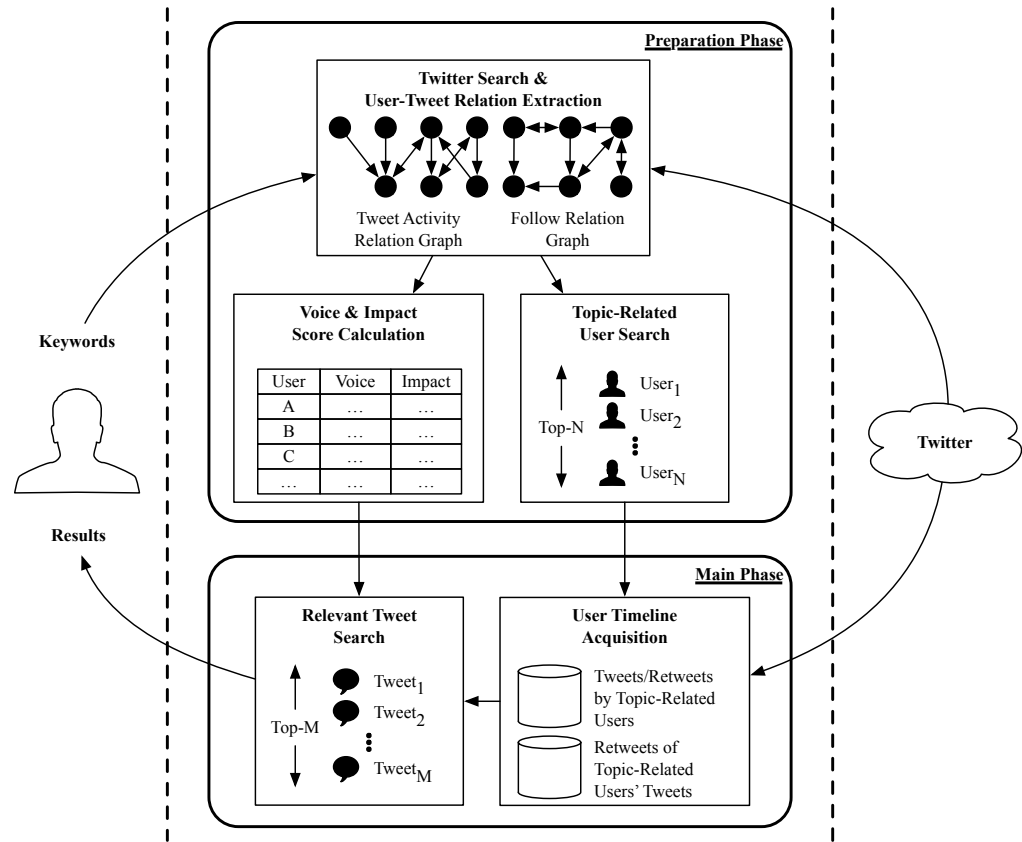 Preparation Phase
Twitter Search &
User-Tweet Relation Extraction
Tweet Activity
Relation Graph
Follow Relation
Graph
Voice & Impact
Score Calculation
User Voice Impact
A … …
B … …
C … …
… … …
Topic-Related
User Search
Top-N
User1
User2
UserN
Keywords
Results
Twitter
Main Phase
Relevant Tweet
Search
Top-M
Tweet1
Tweet2
TweetM
User Timeline
Acquisition
Tweets/Retweets
by Topic-Related
Users
Retweets of
Topic-Related
Users’ Tweets